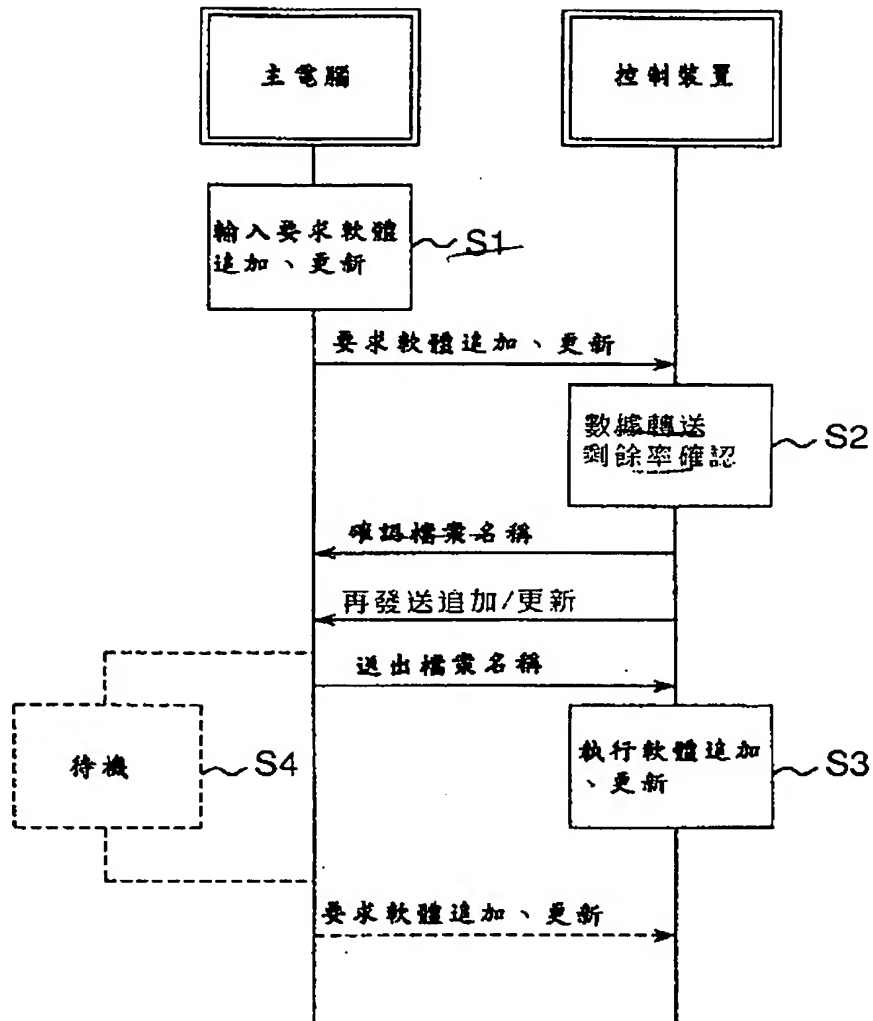 主電腦
控制裝置
輸入要求軟體
追加、更新
S1
要求軟體追加、更新
數據轉送
剩餘率確認
S2
確認檔案名稱
再發送追加/更新
送出檔案名稱
待機
S4
執行軟體追加
、更新
S3
要求軟體追加、更新